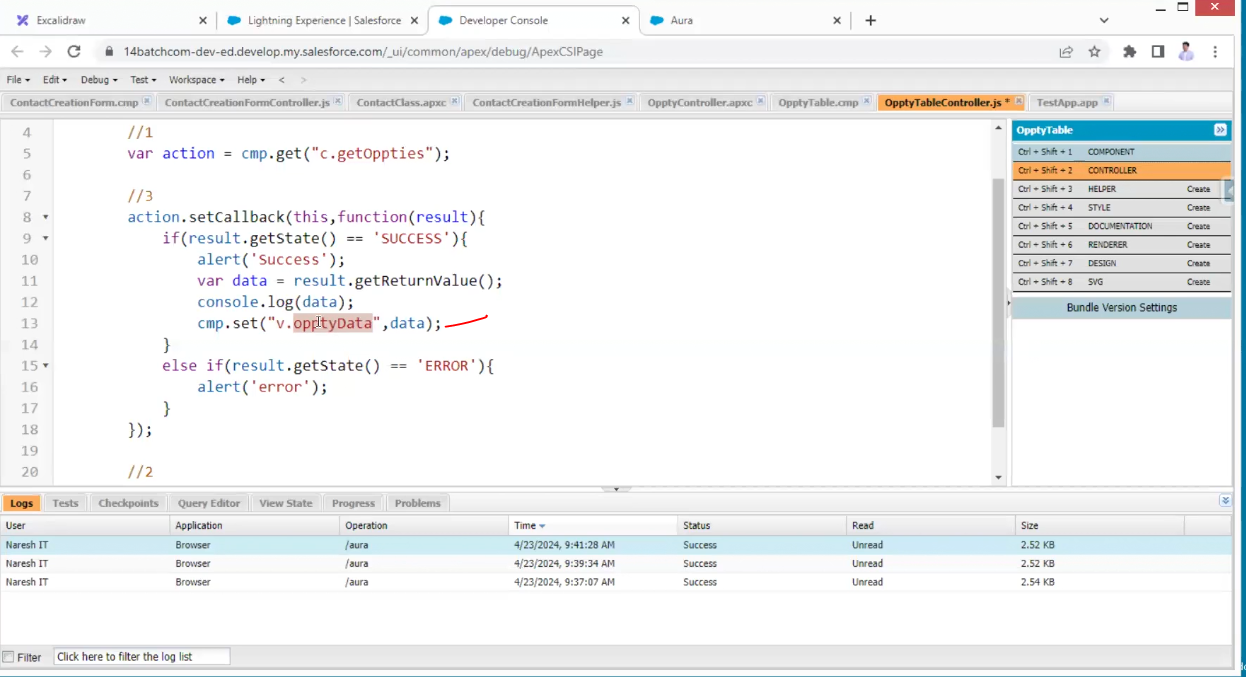 Excalidraw
Lightning Experience | Salesforce
Developer Console
Aura
14batchcom-dev-ed.develop.my.salesforce.com/_ui/common/apex/debug/ApexCSIPage
File Edit Debug Test Workspace Help < >
ContactCreationForm.cmp ContactCreationFormController.js ContactClass.apxc ContactCreationFormHelper.js OpptyController.apxc OpptyTable.cmp OpptyTableController.js * TestApp.app
4 //1
5 var action = cmp.get("c.getOppties");
6
7 //3
8 action.setCallback(this,function(result){
9 if(result.getState() == 'SUCCESS'){
10 alert('Success');
11 var data = result.getReturnValue();
12 console.log(data);
13 cmp.set("v.opptyData",data);
14 }
15 else if(result.getState() == 'ERROR'){
16 alert('error');
17 }
18 });
19
20 //2
OpptyTable
Ctrl + Shift + 1 COMPONENT
Ctrl + Shift + 2 CONTROLLER
Ctrl + Shift + 3 HELPER Create
Ctrl + Shift + 4 STYLE Create
Ctrl + Shift + 5 DOCUMENTATION Create
Ctrl + Shift + 6 RENDERER Create
Ctrl + Shift + 7 DESIGN Create
Ctrl + Shift + 8 SVG Create
Bundle Version Settings
Logs Tests Checkpoints Query Editor View State Progress Problems
User Application Operation Time Status Read Size
Naresh IT Browser /aura 4/23/2024, 9:41:28 AM Success Unread 2.52 KB
Naresh IT Browser /aura 4/23/2024, 9:39:34 AM Success Unread 2.52 KB
Naresh IT Browser /aura 4/23/2024, 9:37:07 AM Success Unread 2.54 KB
Filter Click here to filter the log list